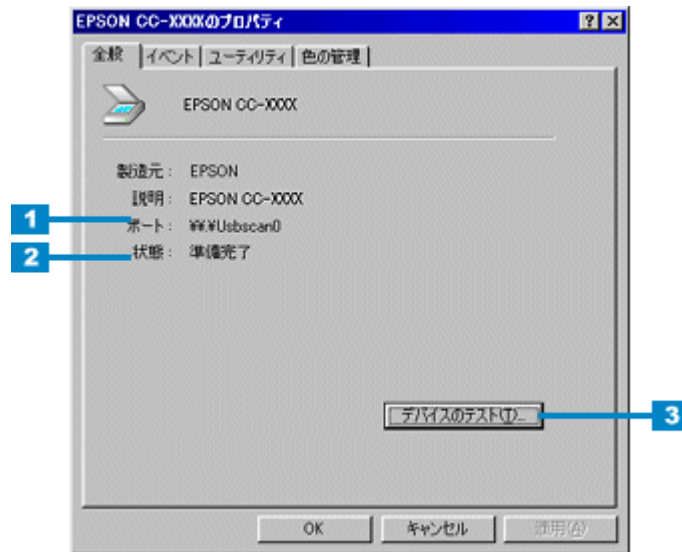 EPSON CC-XXXXのプロパティ
全般 イベント ユーティリティ 色の管理
EPSON CC-XXXX
製造元： EPSON
説明： EPSON CC-XXXX
1 ポート： ¥¥.¥Usbscan0
2 状態： 準備完了
デバイスのテスト(T)... 3
OK キャンセル 適用(A)